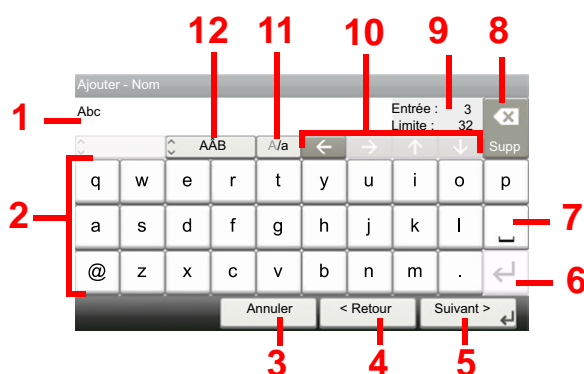 12 11 10 9 8
Ajouter - Nom
1 Abc Entrée : 3
Limite : 32
AÂB A/a ← → ↑ ↓ Supp
q w e r t y u i o p
2 a s d f g h j k l 7
@ z x c v b n m . 6
Annuler < Retour Suivant >
3 4 5